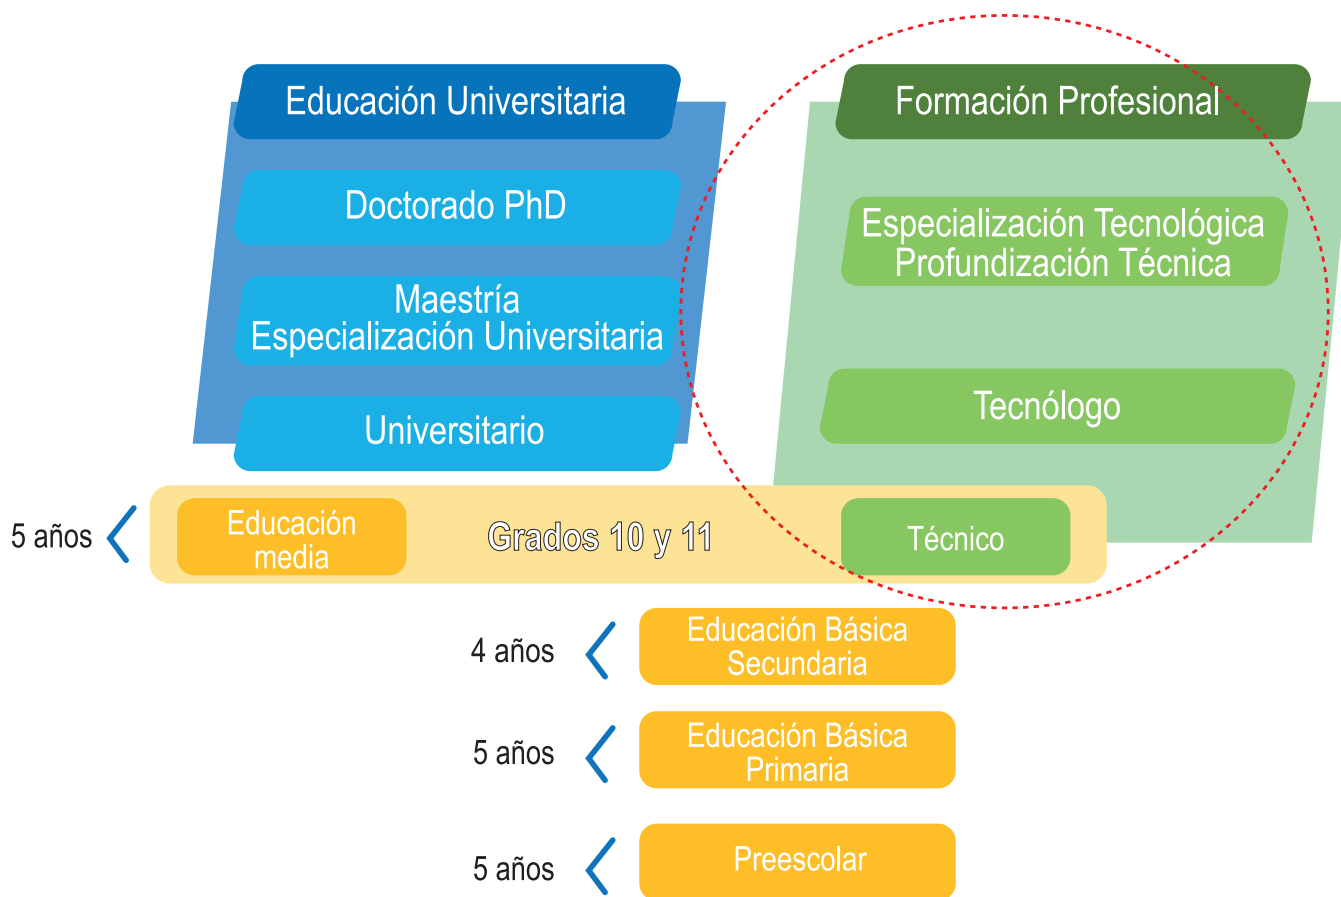 Educación Universitaria
Doctorado PhD
Maestría
Especialización Universitaria
Universitario
Formación Profesional
Especialización Tecnológica
Profundización Técnica
Tecnólogo
5 años
Educación
media
Grados 10 y 11
Técnico
4 años
Educación Básica
Secundaria
5 años
Educación Básica
Primaria
5 años
Preescolar